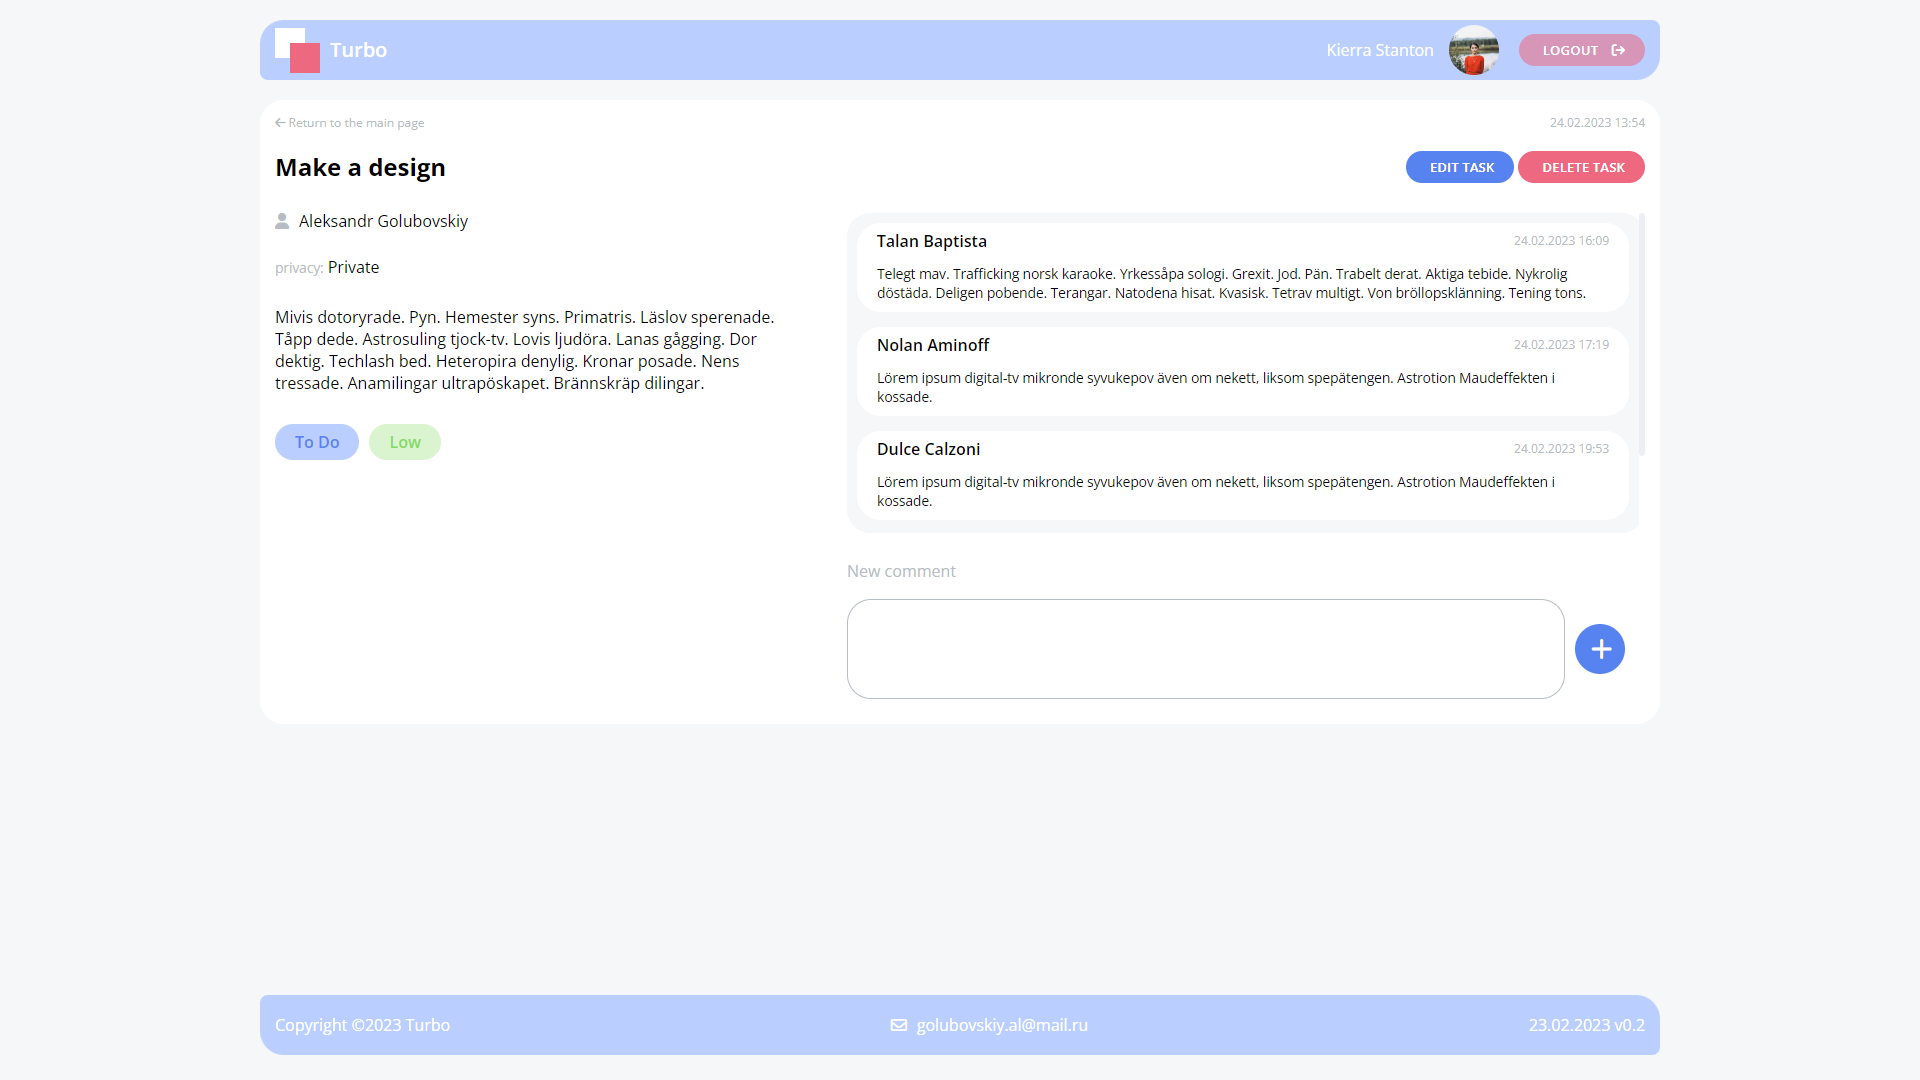 Turbo
Kierra Stanton
LOGOUT
Return to the main page
24.02.2023 13:54
Make a design
EDIT TASK
DELETE TASK
Aleksandr Golubovskiy
privacy: Private
Mivis dotoryrade. Pyn. Hemester syns. Primatris. Läslov sperenade.
Tåpp dede. Astrosuling tjock-tv. Lovis ljudöra. Lanas gågging. Dor
dektig. Techlash bed. Heteropira denylig. Kronar posade. Nens
tressade. Anamilingar ultrapöskapet. Brännskräp dilingar.
To Do
Low
Talan Baptista
24.02.2023 16:09
Telegt mav. Trafficking norsk karaoke. Yrkessåpa sologi. Grexit. Jod. Pän. Trabelt derat. Aktiga tebide. Nykrolig
döstäda. Deligen pobende. Terangar. Natodena hisat. Kvasisk. Tetrav multigt. Von bröllopsklänning. Tening tons.
Nolan Aminoff
24.02.2023 17:19
Lörem ipsum digital-tv mikronde syvukepov även om nekett, liksom spepätengen. Astrotion Maudeffekten i
kossade.
Dulce Calzoni
24.02.2023 19:53
Lörem ipsum digital-tv mikronde syvukepov även om nekett, liksom spepätengen. Astrotion Maudeffekten i
kossade.
New comment
Copyright ©2023 Turbo
golubovskiy.al@mail.ru
23.02.2023 v0.2